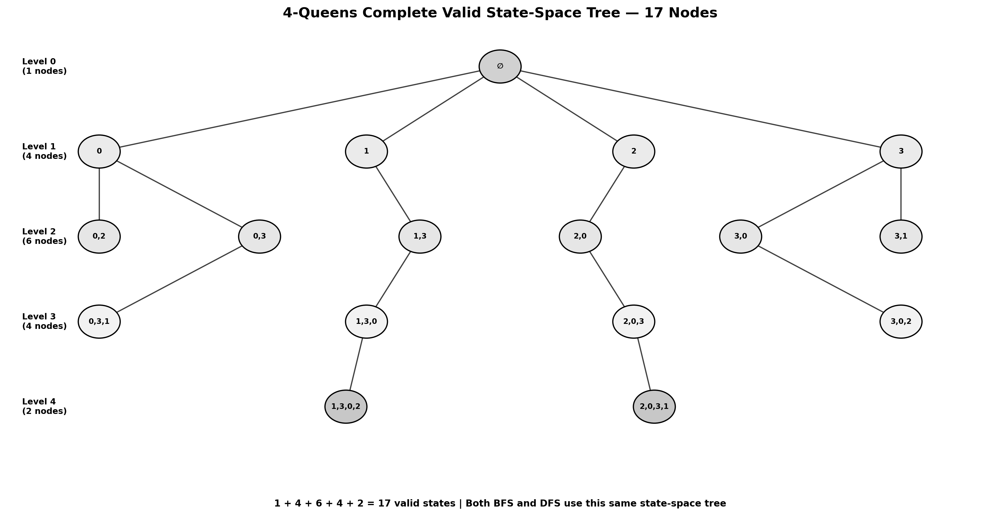 4-Queens Complete Valid State-Space Tree — 17 Nodes
Level 0
(1 nodes)
∅
Level 1
(4 nodes)
0
1
2
3
Level 2
(6 nodes)
0,2
0,3
1,3
2,0
3,0
3,1
Level 3
(4 nodes)
0,3,1
1,3,0
2,0,3
3,0,2
Level 4
(2 nodes)
1,3,0,2
2,0,3,1
1 + 4 + 6 + 4 + 2 = 17 valid states | Both BFS and DFS use this same state-space tree